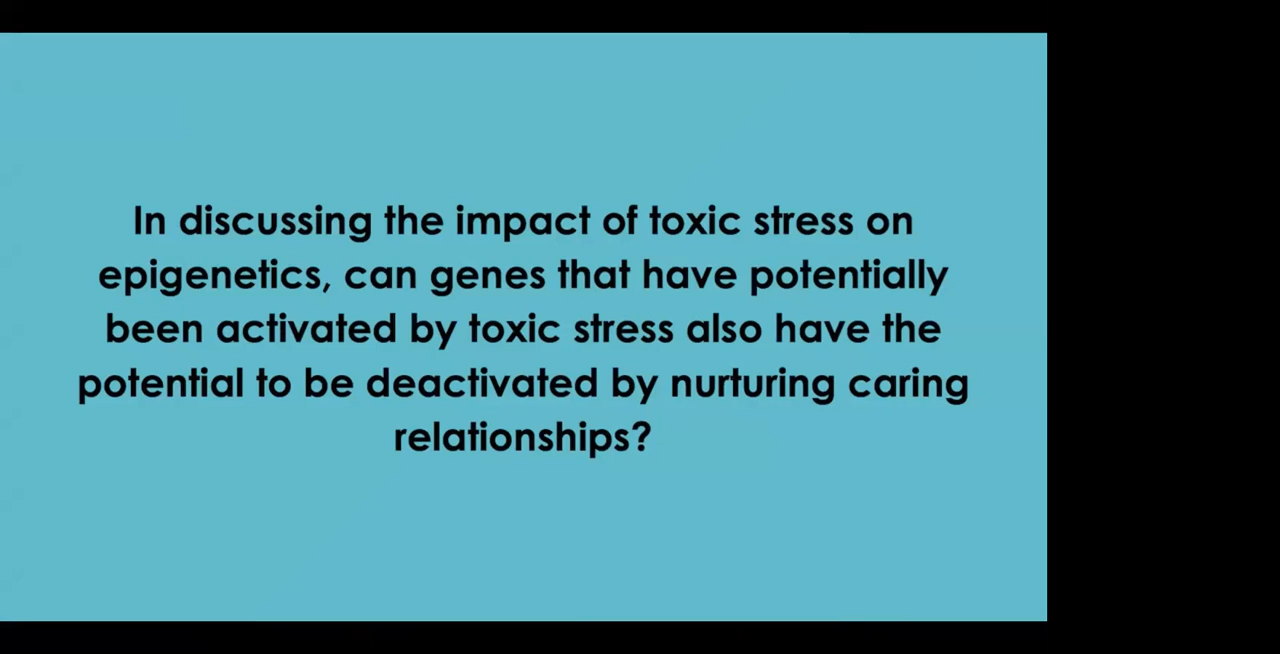 In discussing the impact of toxic stress on
epigenetics, can genes that have potentially
been activated by toxic stress also have the
potential to be deactivated by nurturing caring
relationships?